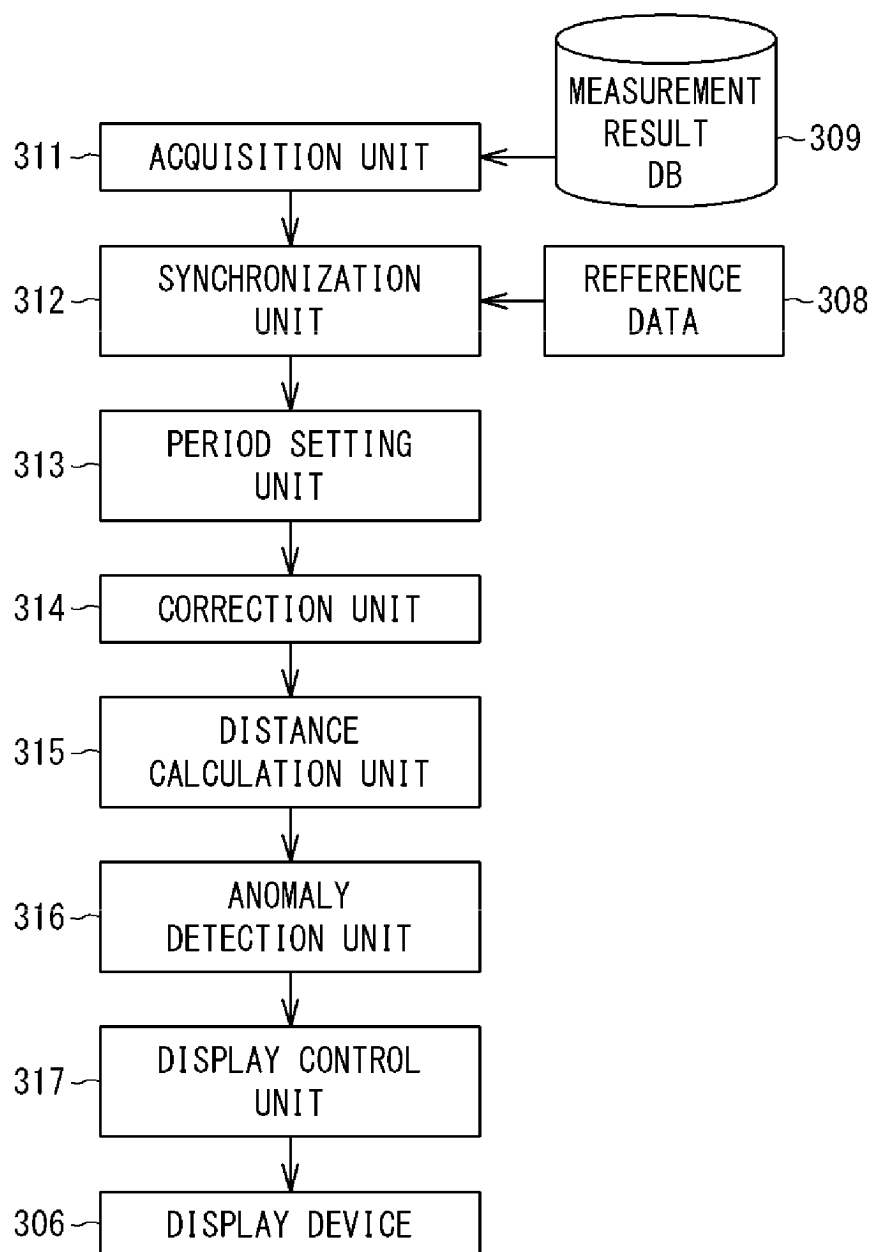 MEASUREMENT
RESULT
DB
309
311
ACQUISITION UNIT
312
SYNCHRONIZATION
UNIT
REFERENCE
DATA
308
313
PERIOD SETTING
UNIT
314
CORRECTION UNIT
315
DISTANCE
CALCULATION UNIT
316
ANOMALY
DETECTION UNIT
317
DISPLAY CONTROL
UNIT
306
DISPLAY DEVICE